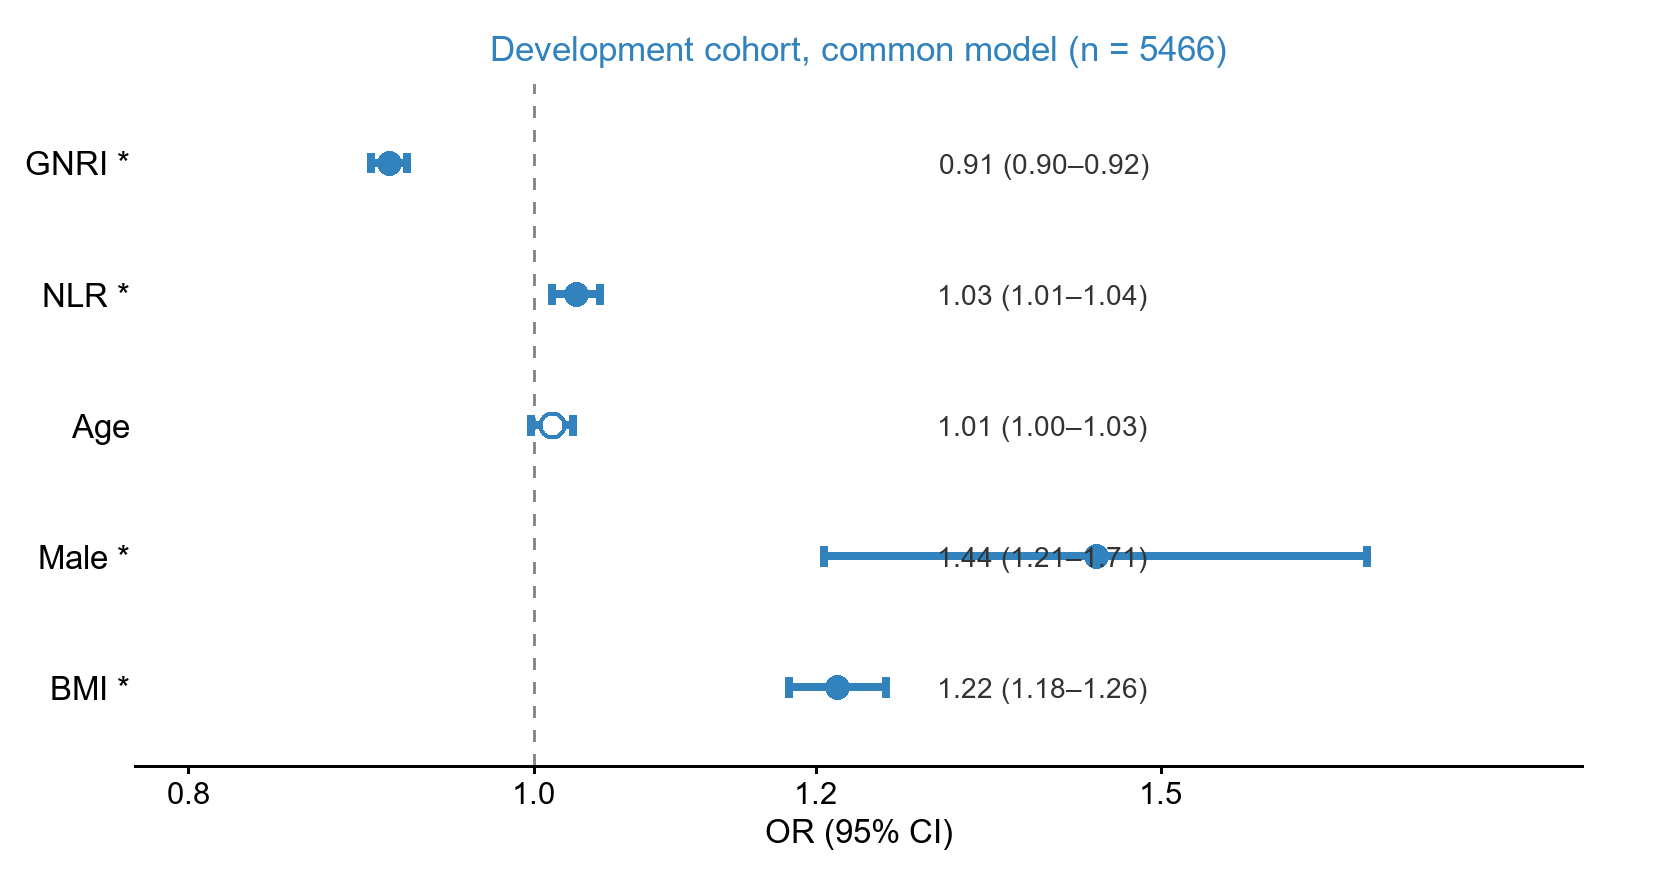 Development cohort, common model (n = 5466)
GNRI * 0.91 (0.90–0.92)
NLR * 1.03 (1.01–1.04)
Age 1.01 (1.00–1.03)
Male * 1.44 (1.21–1.71)
BMI * 1.22 (1.18–1.26)
0.8 1.0 1.2 1.5
OR (95% CI)